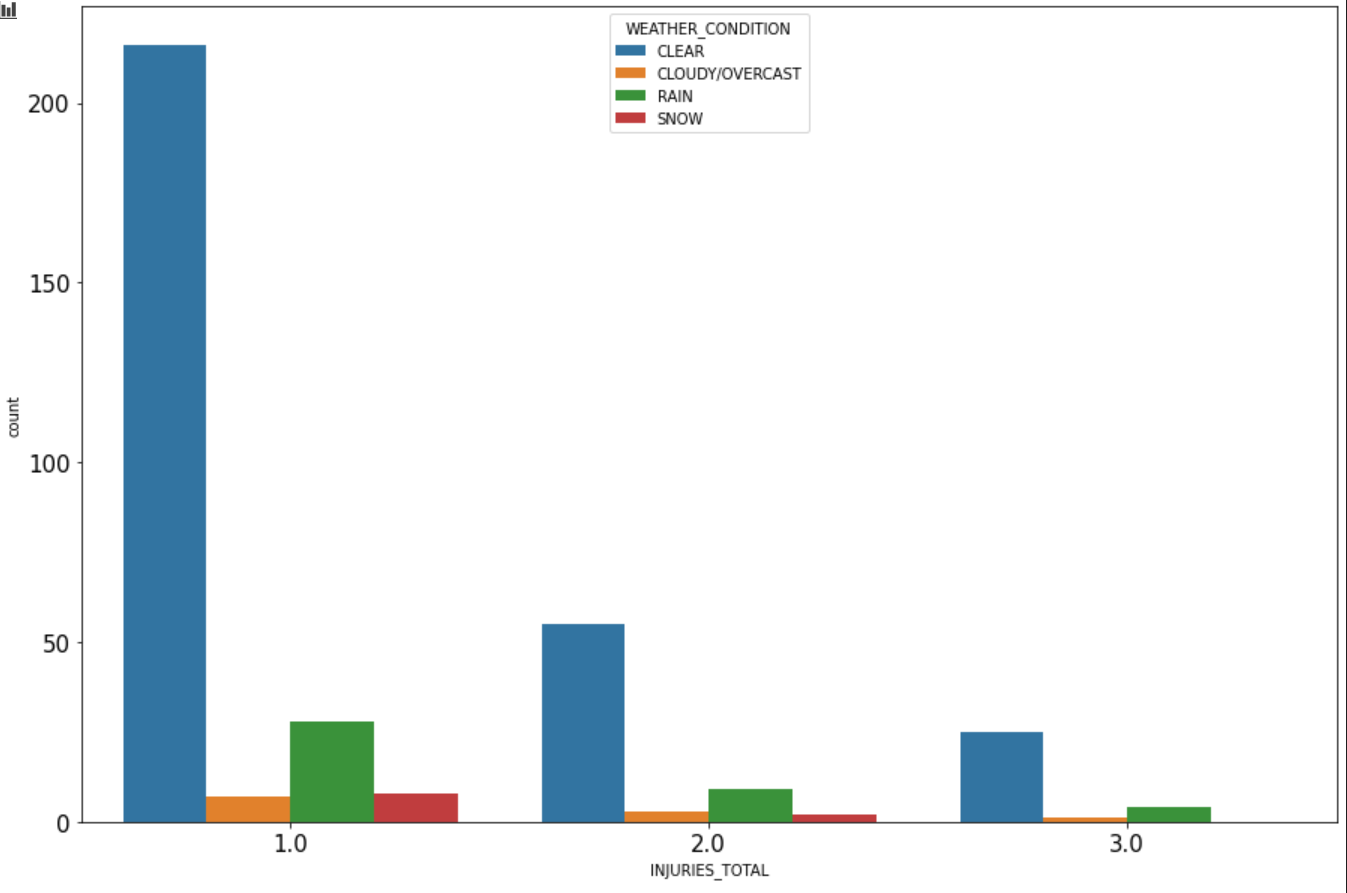 WEATHER_CONDITION
CLEAR
CLOUDY/OVERCAST
RAIN
SNOW
200
150
100
50
0
count
1.0 2.0 3.0
INJURIES_TOTAL